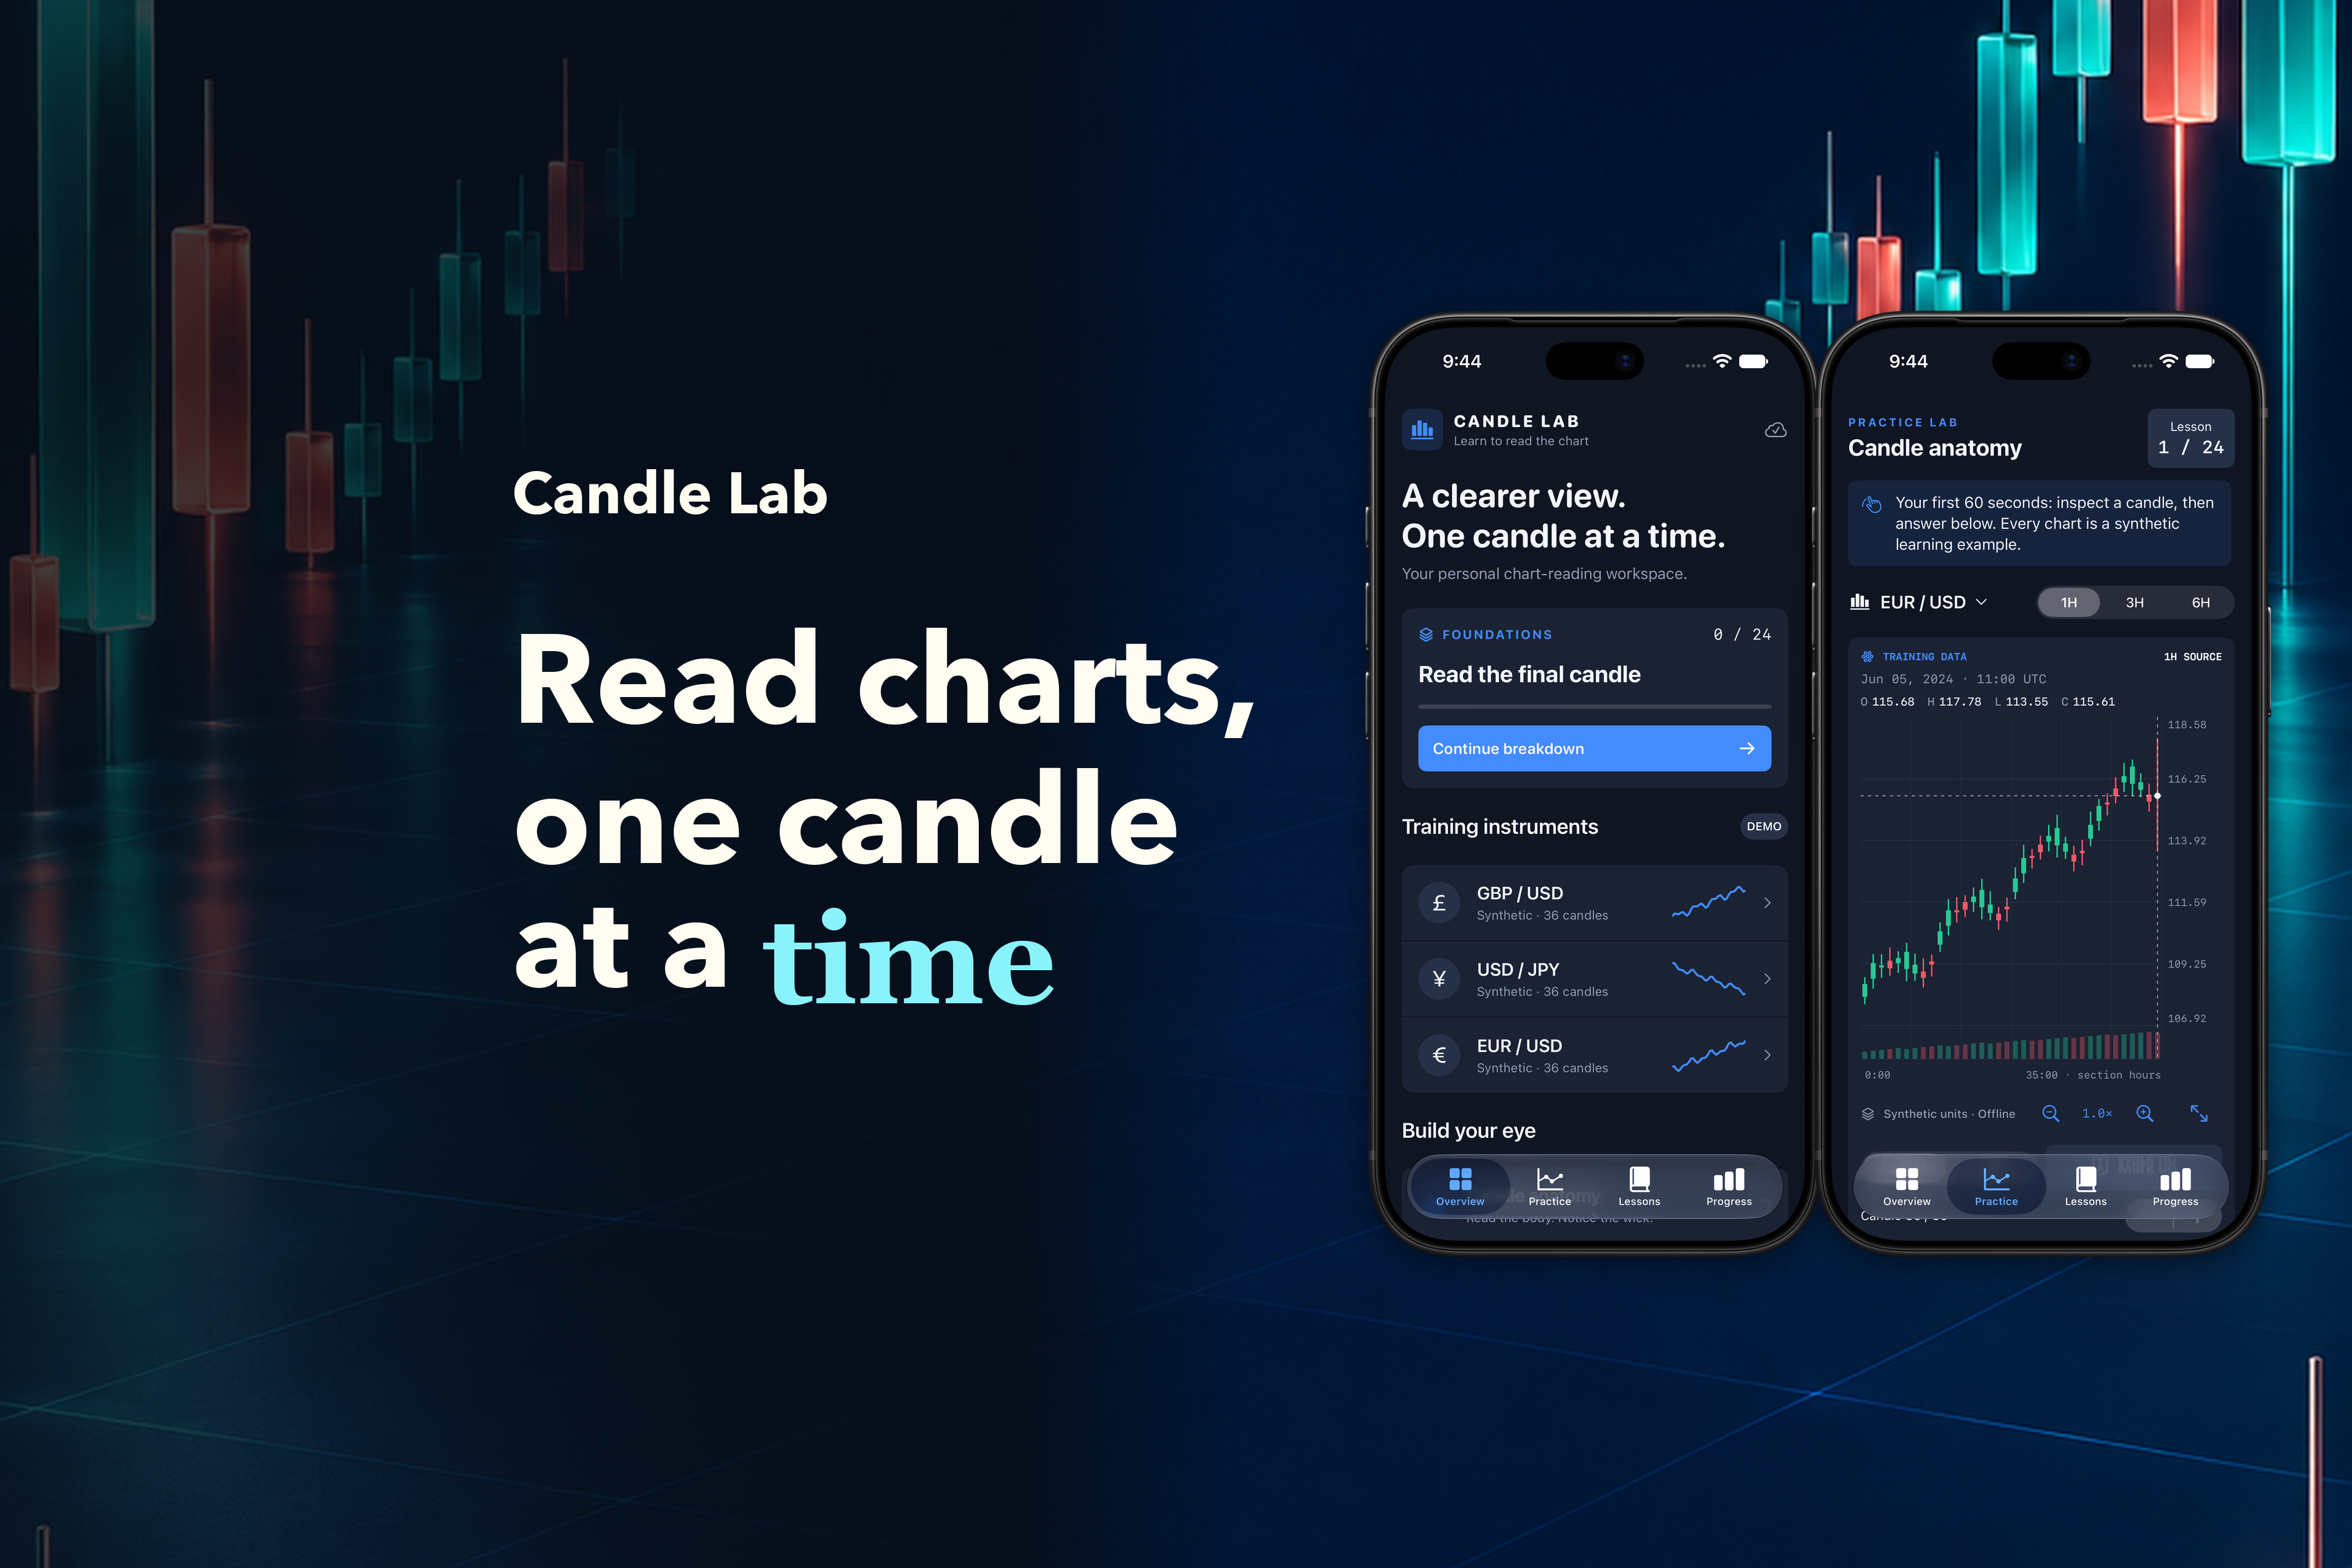 Candle Lab
Read charts,
one candle
at a time
9:44
CANDLE LAB
Learn to read the chart
A clearer view.
One candle at a time.
Your personal chart-reading workspace.
FOUNDATIONS
0 / 24
Read the final candle
Continue breakdown
Training instruments
DEMO
£
GBP / USD
Synthetic · 36 candles
¥
USD / JPY
Synthetic · 36 candles
€
EUR / USD
Synthetic · 36 candles
Build your eye
Read the body. Notice the wick.
Overview
Practice
Lessons
Progress
9:44
PRACTICE LAB
Candle anatomy
Lesson
1 / 24
Your first 60 seconds: inspect a candle, then
answer below. Every chart is a synthetic
learning example.
EUR / USD
1H
3H
6H
TRAINING DATA
1H SOURCE
Jun 05, 2024 · 11:00 UTC
O 115.68 H 117.78 L 113.55 C 115.61
118.58
116.25
113.92
111.59
109.25
106.92
0:00
35:00 · section hours
Synthetic units · Offline
1.0×
Overview
Practice
Lessons
Progress